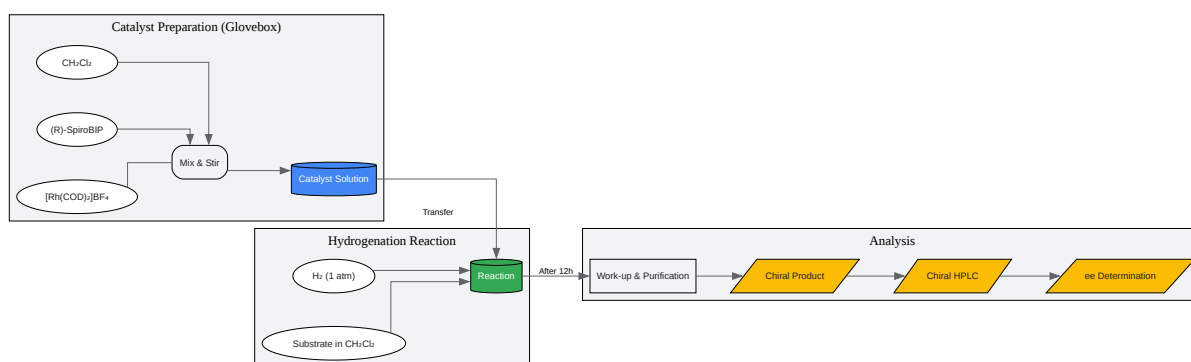 Catalyst Preparation (Glovebox)
CH₂Cl₂
(R)-SpiroBIP
Mix & Stir
[Rh(COD)₂]BF₄
Catalyst Solution
Transfer
Hydrogenation Reaction
H₂ (1 atm)
Reaction
Substrate in CH₂Cl₂
After 12h
Analysis
Work-up & Purification
Chiral Product
Chiral HPLC
ee Determination